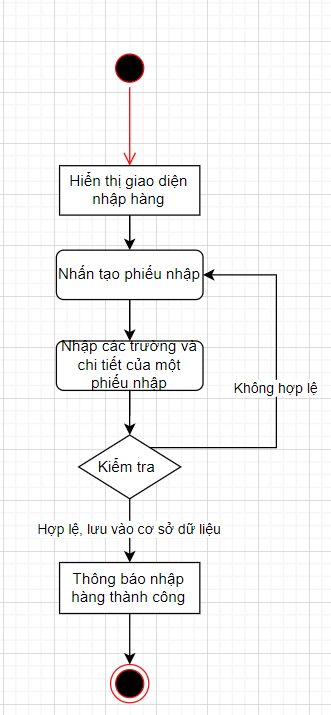 Hiển thị giao diện
nhập hàng
Nhấn tạo phiếu nhập
Nhập các trường và
chi tiết của một
phiếu nhập
Không hợp lệ
Kiểm tra
Hợp lệ, lưu vào cơ sở dữ liệu
Thông báo nhập
hàng thành công